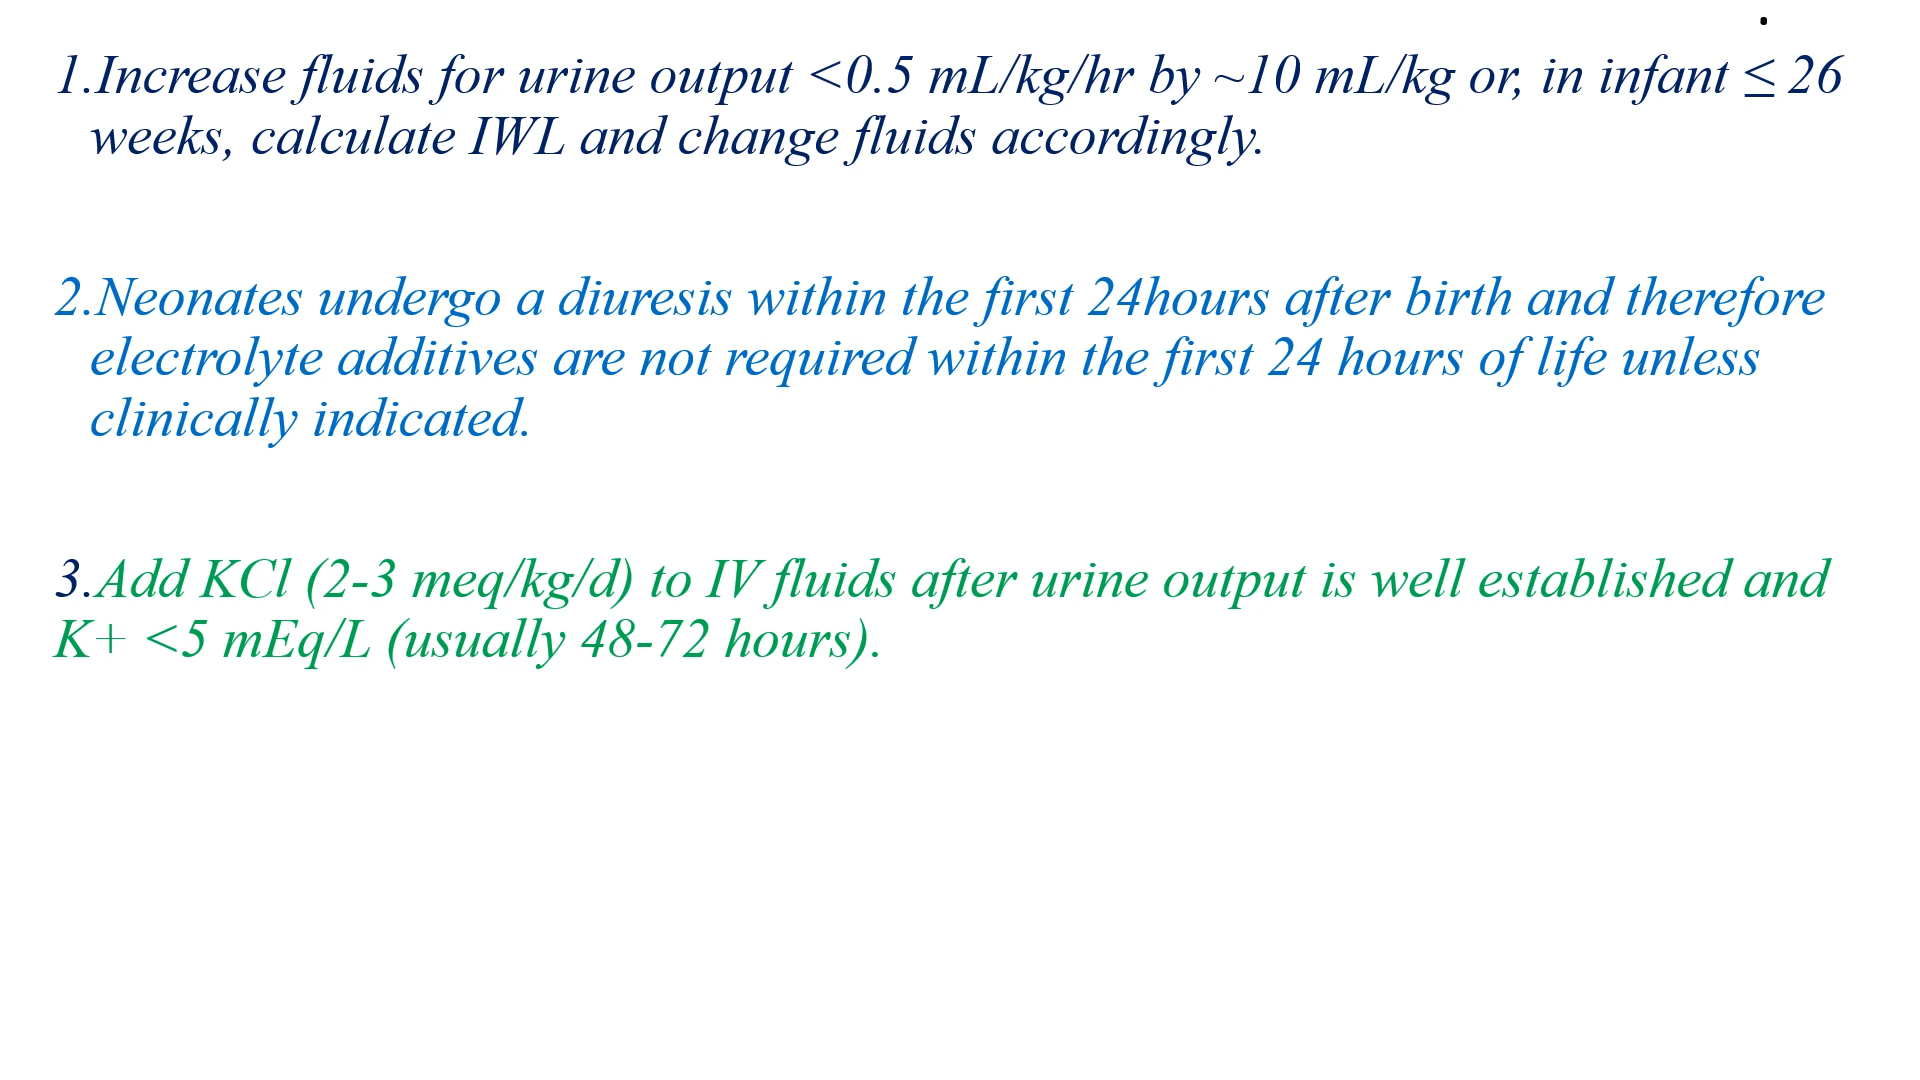 .
1.Increase fluids for urine output <0.5 mL/kg/hr by ~10 mL/kg or, in infant ≤ 26
weeks, calculate IWL and change fluids accordingly.
2.Neonates undergo a diuresis within the first 24hours after birth and therefore
electrolyte additives are not required within the first 24 hours of life unless
clinically indicated.
3.Add KCl (2-3 meq/kg/d) to IV fluids after urine output is well established and
K+ <5 mEq/L (usually 48-72 hours).